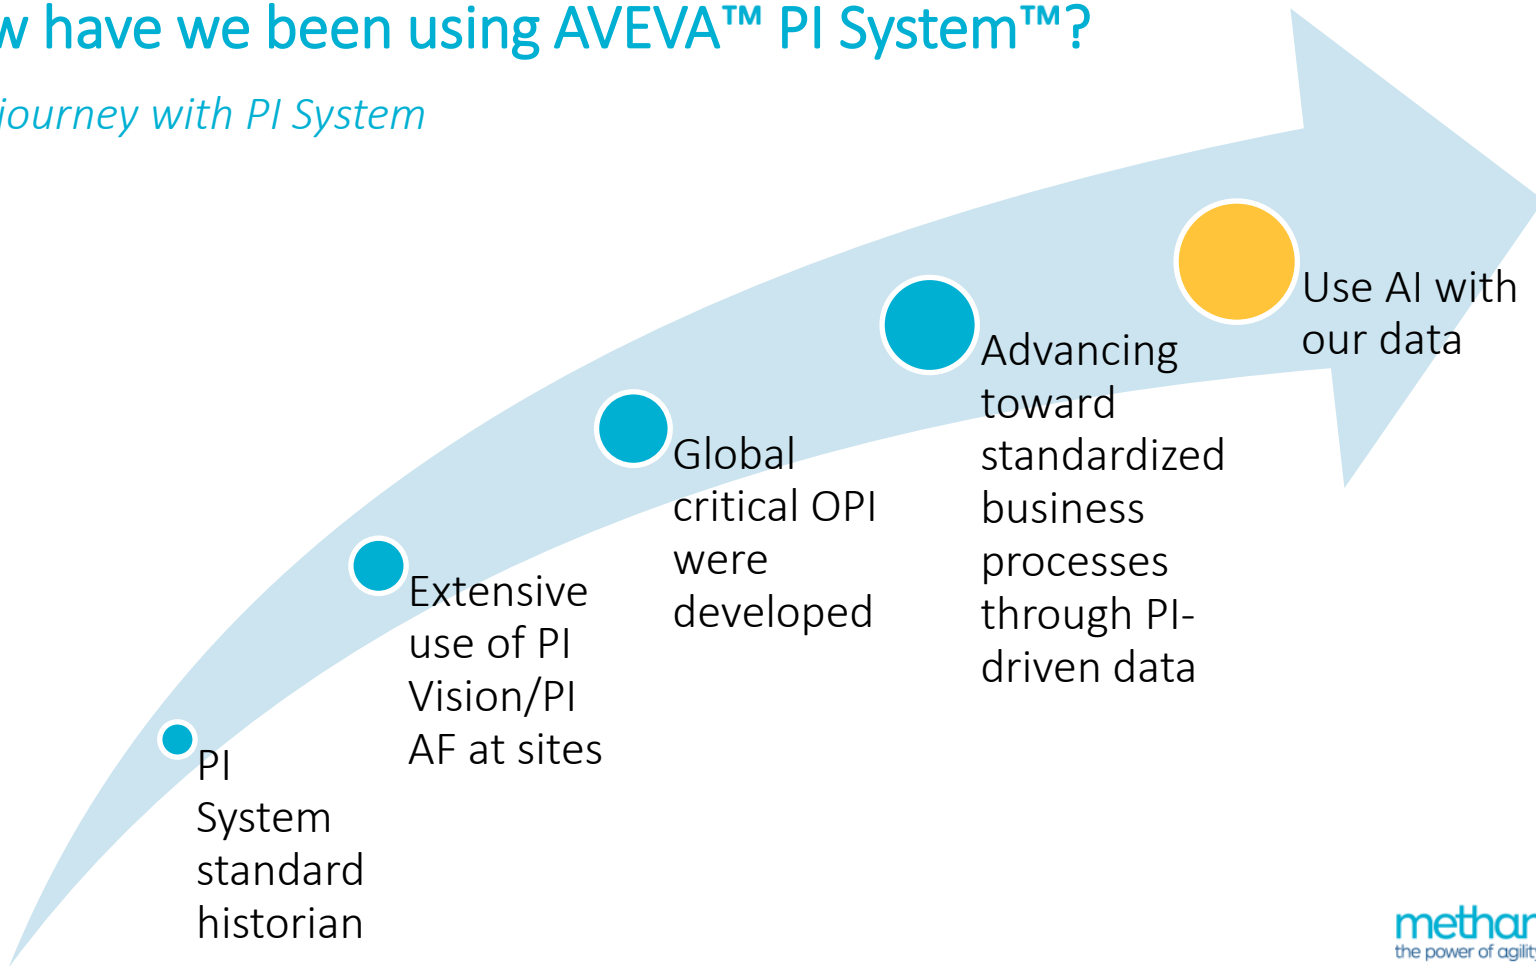 w have we been using AVEVA™ PI System™?
journey with PI System
PI
System
standard
historian
Extensive
use of PI
Vision/PI
AF at sites
Global
critical OPI
were
developed
Advancing
toward
standardized
business
processes
through PI-
driven data
Use AI with
our data
methan
the power of agility